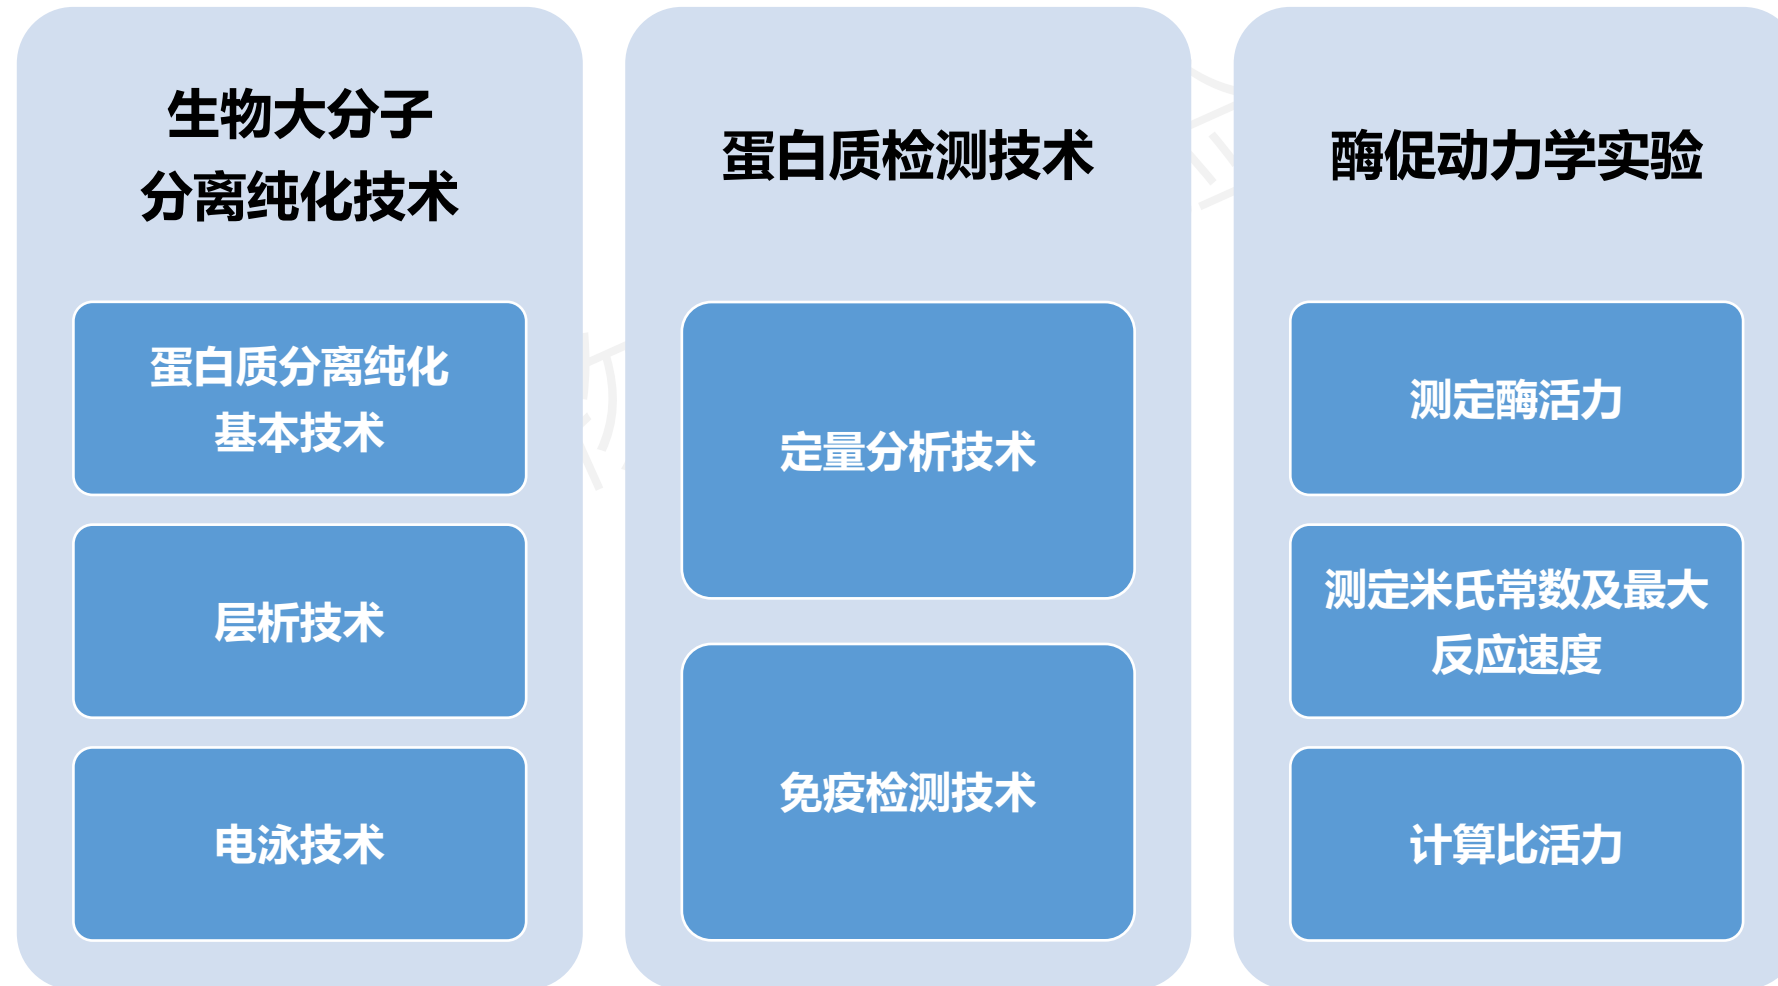 生物大分子
分离纯化技术
蛋白质分离纯化
基本技术
层析技术
电泳技术
蛋白质检测技术
定量分析技术
免疫检测技术
酶促动力学实验
测定酶活力
测定米氏常数及最大
反应速度
计算比活力